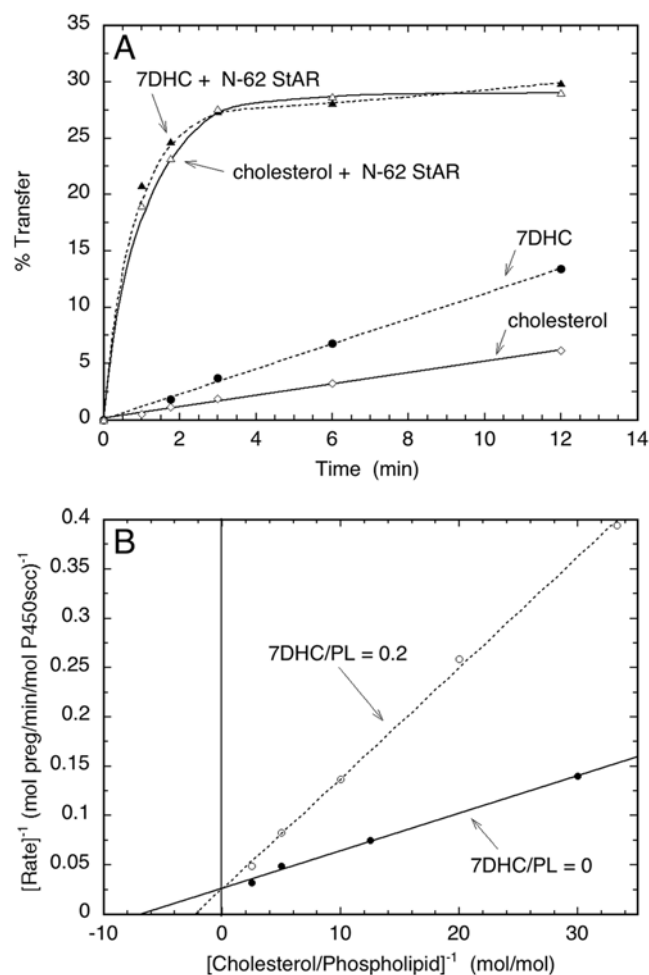 A
35
30
25
20
15
10
5
0
% Transfer
7DHC + N-62 StAR
cholesterol + N-62 StAR
7DHC
cholesterol
0 2 4 6 8 10 12 14
Time (min)
B
0.4
0.35
0.3
0.25
0.2
0.15
0.1
0.05
0
[Rate]⁻¹ (mol preg/min/mol P450scc)⁻¹
7DHC/PL = 0.2
7DHC/PL = 0
-10 0 10 20 30
[Cholesterol/Phospholipid]⁻¹ (mol/mol)